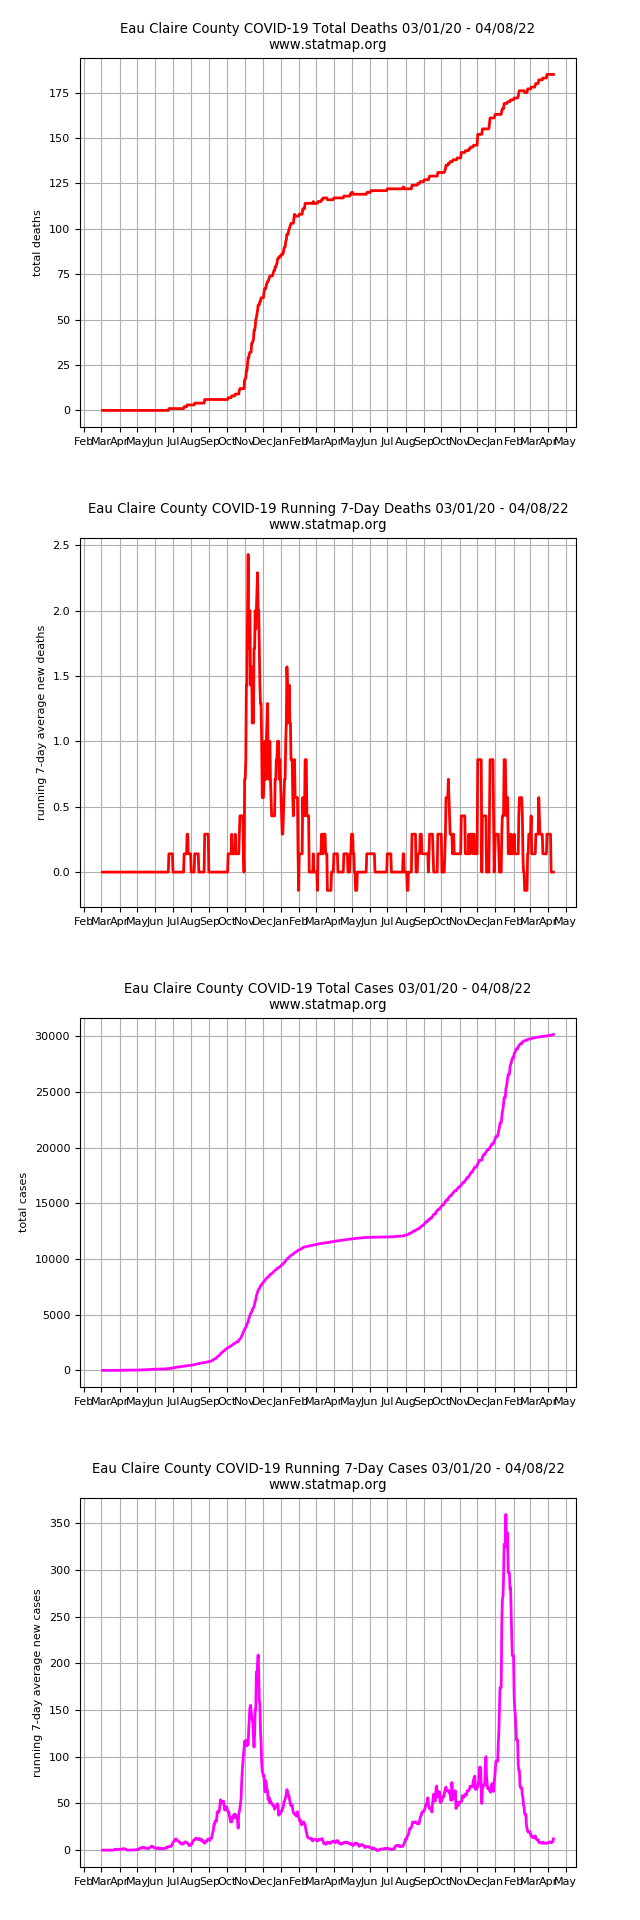 Eau Claire County COVID-19 Total Deaths 03/01/20 - 04/08/22
www.statmap.org
175
150
125
100
75
50
25
0
total deaths
Feb Mar Apr May Jun Jul Aug Sep Oct Nov Dec Jan Feb Mar Apr May Jun Jul Aug Sep Oct Nov Dec Jan Feb Mar Apr May
Eau Claire County COVID-19 Running 7-Day Deaths 03/01/20 - 04/08/22
www.statmap.org
2.5
2.0
1.5
1.0
0.5
0.0
running 7-day average new deaths
Feb Mar Apr May Jun Jul Aug Sep Oct Nov Dec Jan Feb Mar Apr May Jun Jul Aug Sep Oct Nov Dec Jan Feb Mar Apr May
Eau Claire County COVID-19 Total Cases 03/01/20 - 04/08/22
www.statmap.org
30000
25000
20000
15000
10000
5000
0
total cases
Feb Mar Apr May Jun Jul Aug Sep Oct Nov Dec Jan Feb Mar Apr May Jun Jul Aug Sep Oct Nov Dec Jan Feb Mar Apr May
Eau Claire County COVID-19 Running 7-Day Cases 03/01/20 - 04/08/22
www.statmap.org
350
300
250
200
150
100
50
0
running 7-day average new cases
Feb Mar Apr May Jun Jul Aug Sep Oct Nov Dec Jan Feb Mar Apr May Jun Jul Aug Sep Oct Nov Dec Jan Feb Mar Apr May